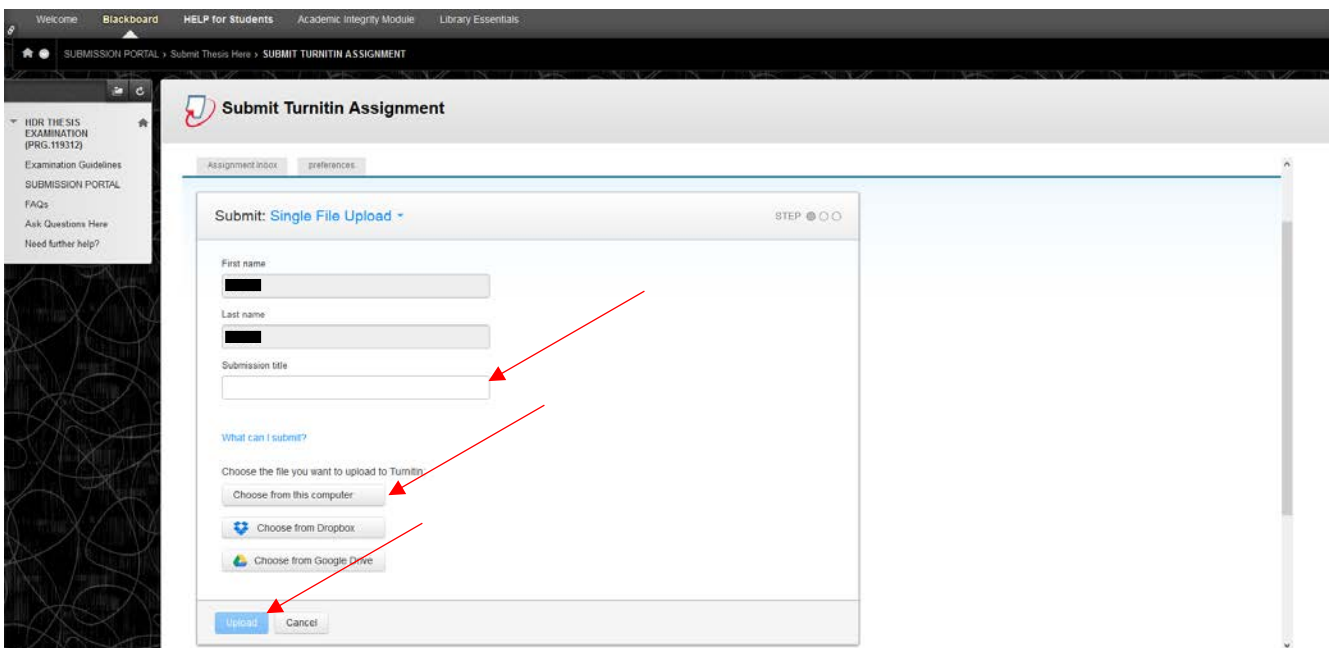 Welcome Blackboard HELP for Students Academic Integrity Module Library Essentials
SUBMISSION PORTAL › Submit Thesis Here › SUBMIT TURNITIN ASSIGNMENT
HDR THESIS
EXAMINATION
(PRG.119312)
Examination Guidelines
SUBMISSION PORTAL
FAQs
Ask Questions Here
Need further help?
Submit Turnitin Assignment
Assignment Inbox preferences
Submit: Single File Upload
STEP
First name
Last name
Submission title
What can I submit?
Choose the file you want to upload to Turnitin:
Choose from this computer
Choose from Dropbox
Choose from Google Drive
Upload Cancel